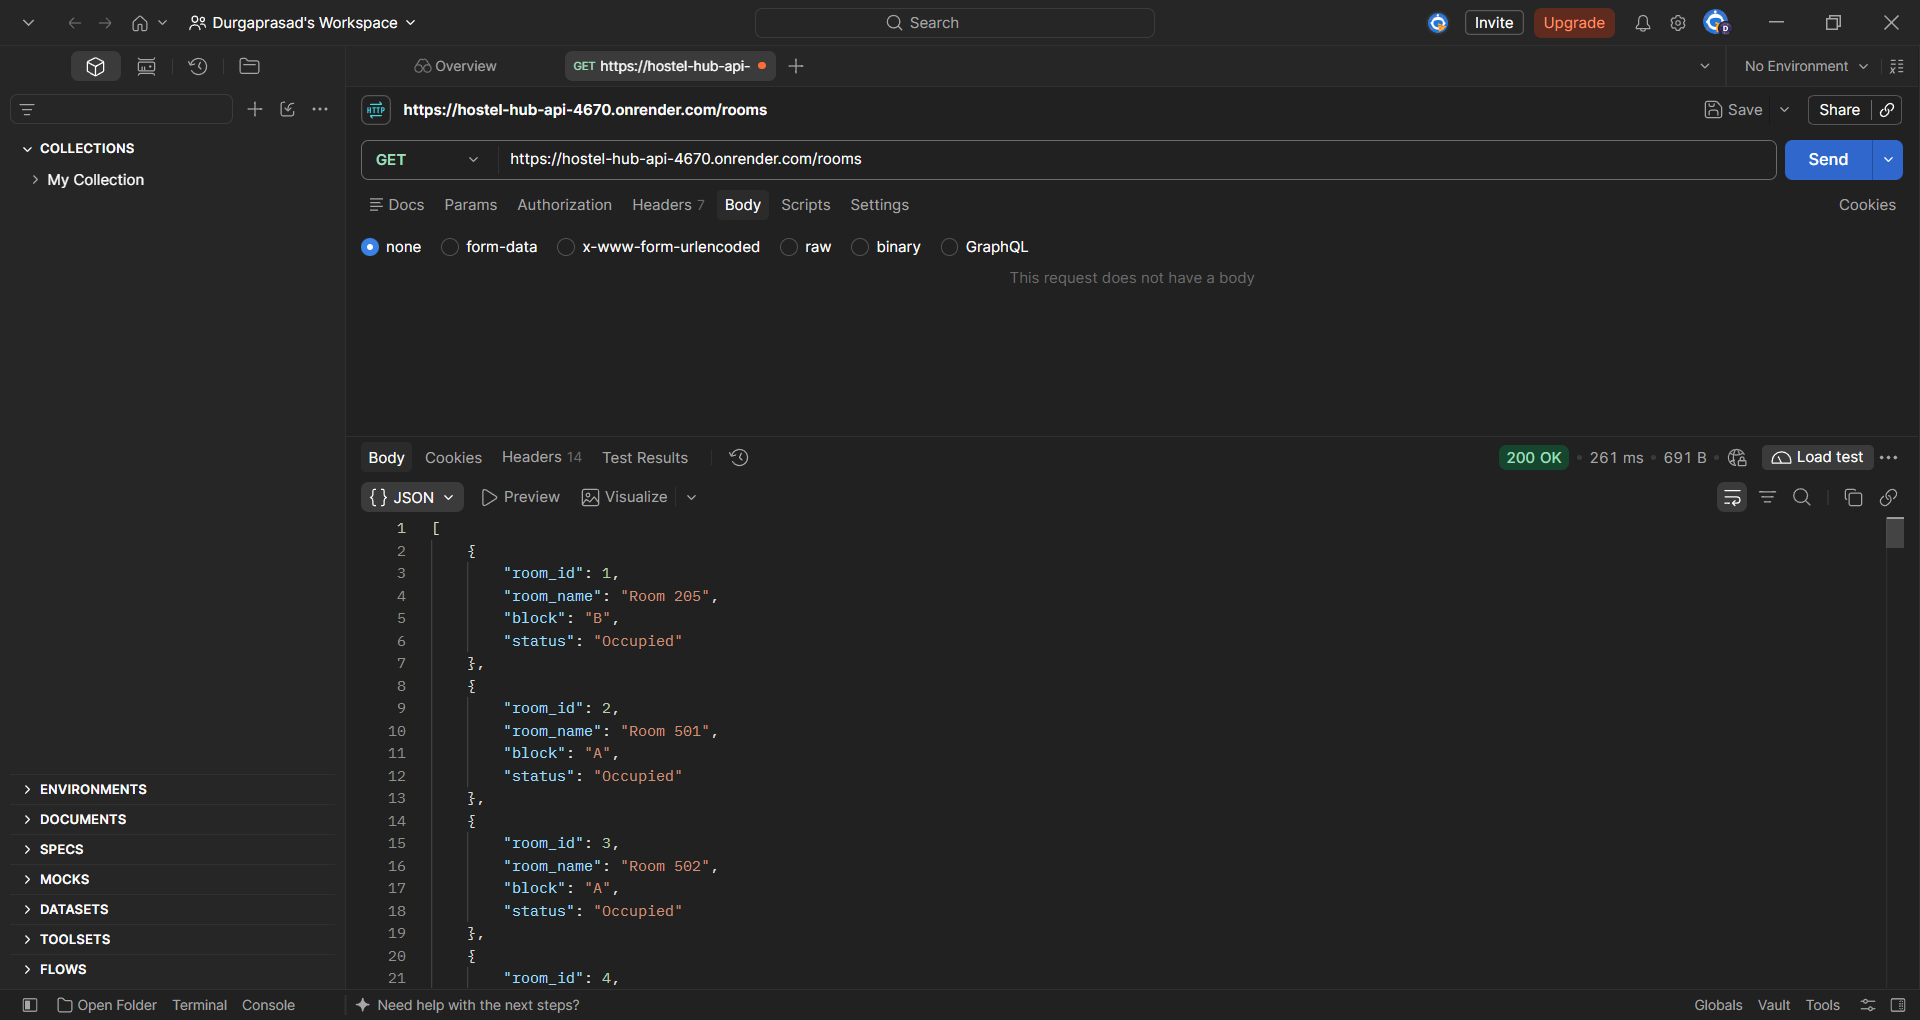 Durgaprasad's Workspace
Search
Invite
Upgrade
D
Overview
GET https://hostel-hub-api-
No Environment
HTTP https://hostel-hub-api-4670.onrender.com/rooms
Save
Share
COLLECTIONS
My Collection
GET
https://hostel-hub-api-4670.onrender.com/rooms
Send
Docs Params Authorization Headers 7 Body Scripts Settings
Cookies
none form-data x-www-form-urlencoded raw binary GraphQL
This request does not have a body
Body Cookies Headers 14 Test Results
200 OK • 261 ms • 691 B
Load test
{} JSON
Preview
Visualize
1 [
2 {
3 "room_id": 1,
4 "room_name": "Room 205",
5 "block": "B",
6 "status": "Occupied"
7 },
8 {
9 "room_id": 2,
10 "room_name": "Room 501",
11 "block": "A",
12 "status": "Occupied"
13 },
14 {
15 "room_id": 3,
16 "room_name": "Room 502",
17 "block": "A",
18 "status": "Occupied"
19 },
20 {
21 "room_id": 4,
ENVIRONMENTS
DOCUMENTS
SPECS
MOCKS
DATASETS
TOOLSETS
FLOWS
Open Folder Terminal Console
Need help with the next steps?
Globals Vault Tools